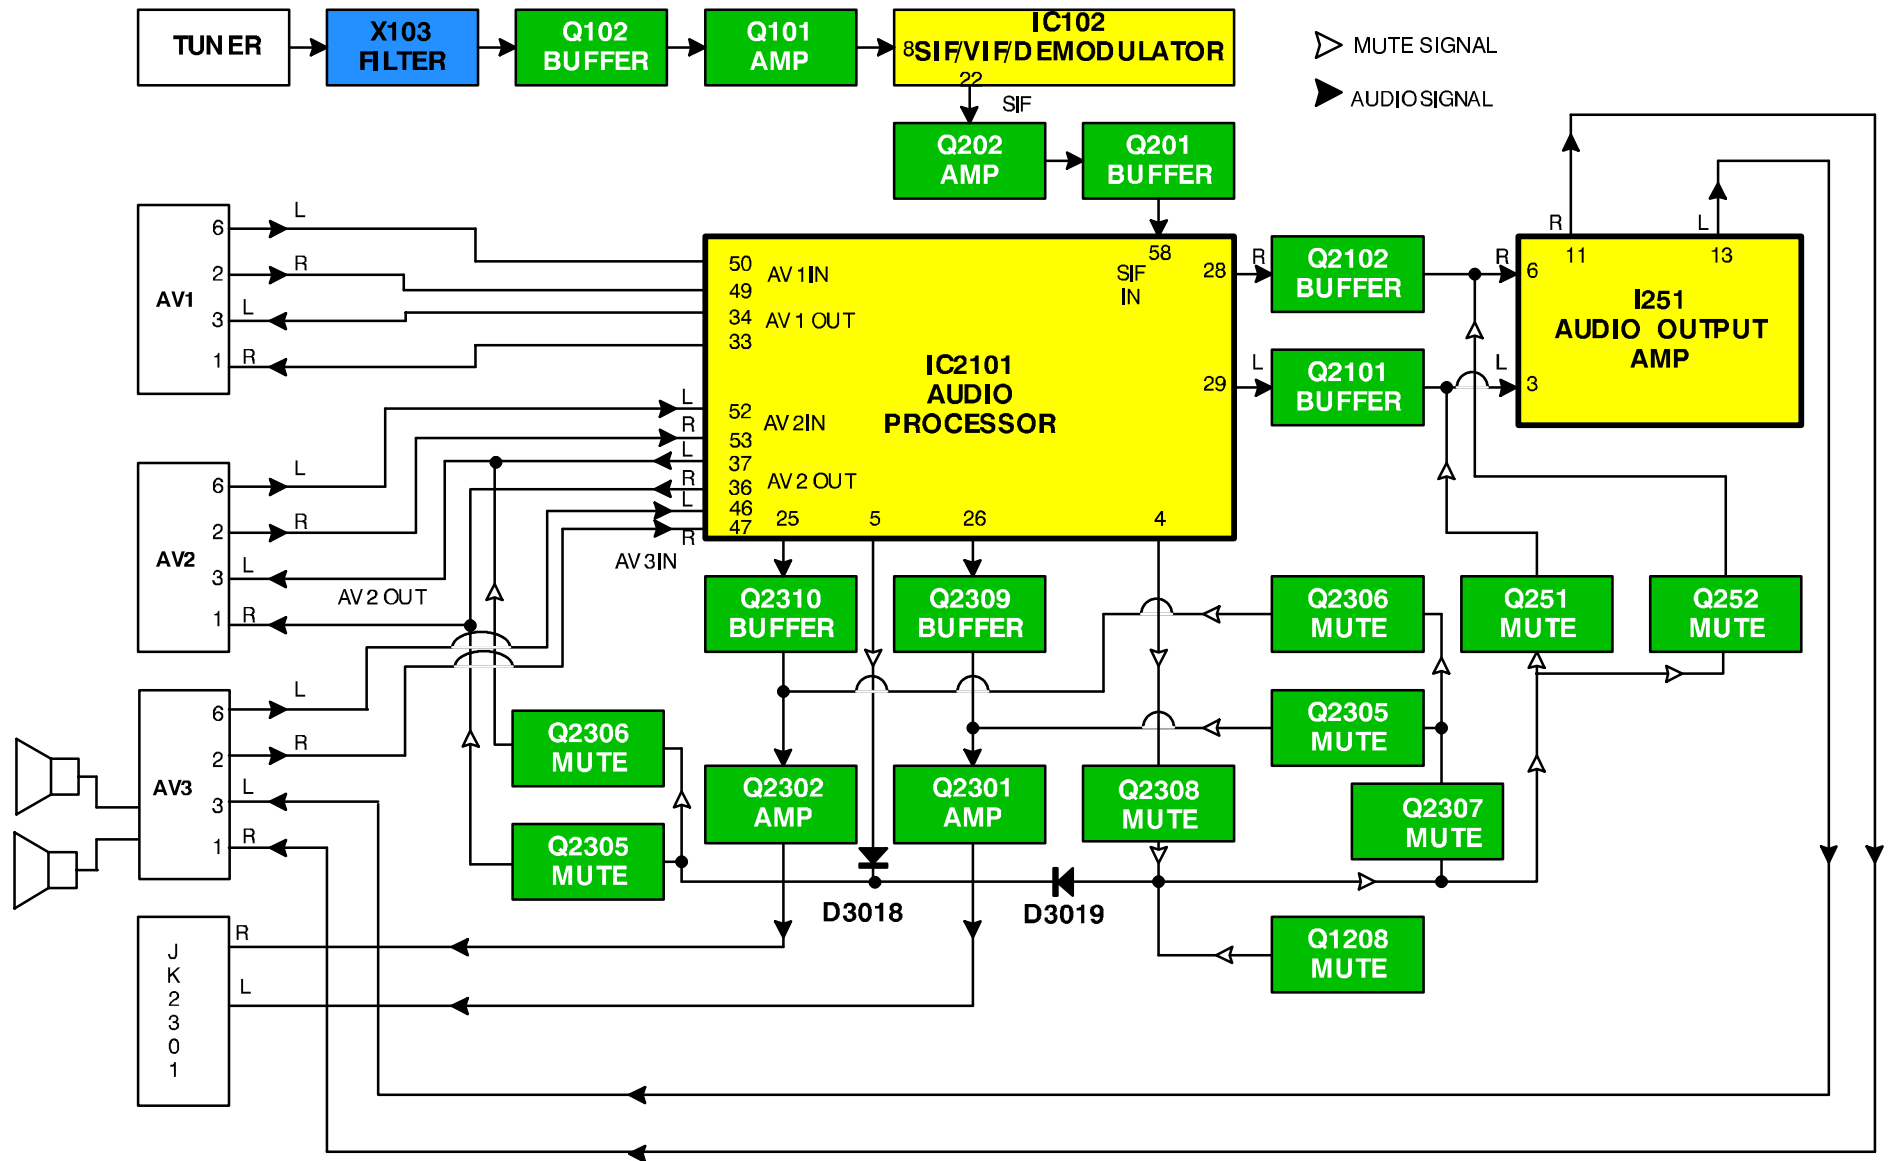 TUNER
X103
FILTER
Q102
BUFFER
Q101
AMP
IC102
8 SIF/VIF/DEMODULATOR
22
SIF
MUTE SIGNAL
AUDIO SIGNAL
Q202
AMP
Q201
BUFFER
AV1
6
2
3
1
L
R
L
R
50
49
34
33
AV 1 IN
AV 1 OUT
58
SIF
IN
28
29
IC2101
AUDIO
PROCESSOR
52
53
37
36
46
47
AV 2 IN
AV 2 OUT
25
5
26
4
L
R
L
R
L
R
AV 3 IN
R
L
Q2102
BUFFER
Q2101
BUFFER
R
L
R
L
11
13
6
3
I251
AUDIO OUTPUT
AMP
AV2
6
2
3
1
L
R
L
R
AV 2 OUT
Q2310
BUFFER
Q2309
BUFFER
Q2306
MUTE
Q251
MUTE
Q252
MUTE
AV3
6
2
3
1
L
R
L
R
Q2306
MUTE
Q2305
MUTE
Q2302
AMP
Q2301
AMP
Q2308
MUTE
Q2305
MUTE
Q2307
MUTE
D3018
D3019
Q1208
MUTE
R
L
J
K
2
3
0
1